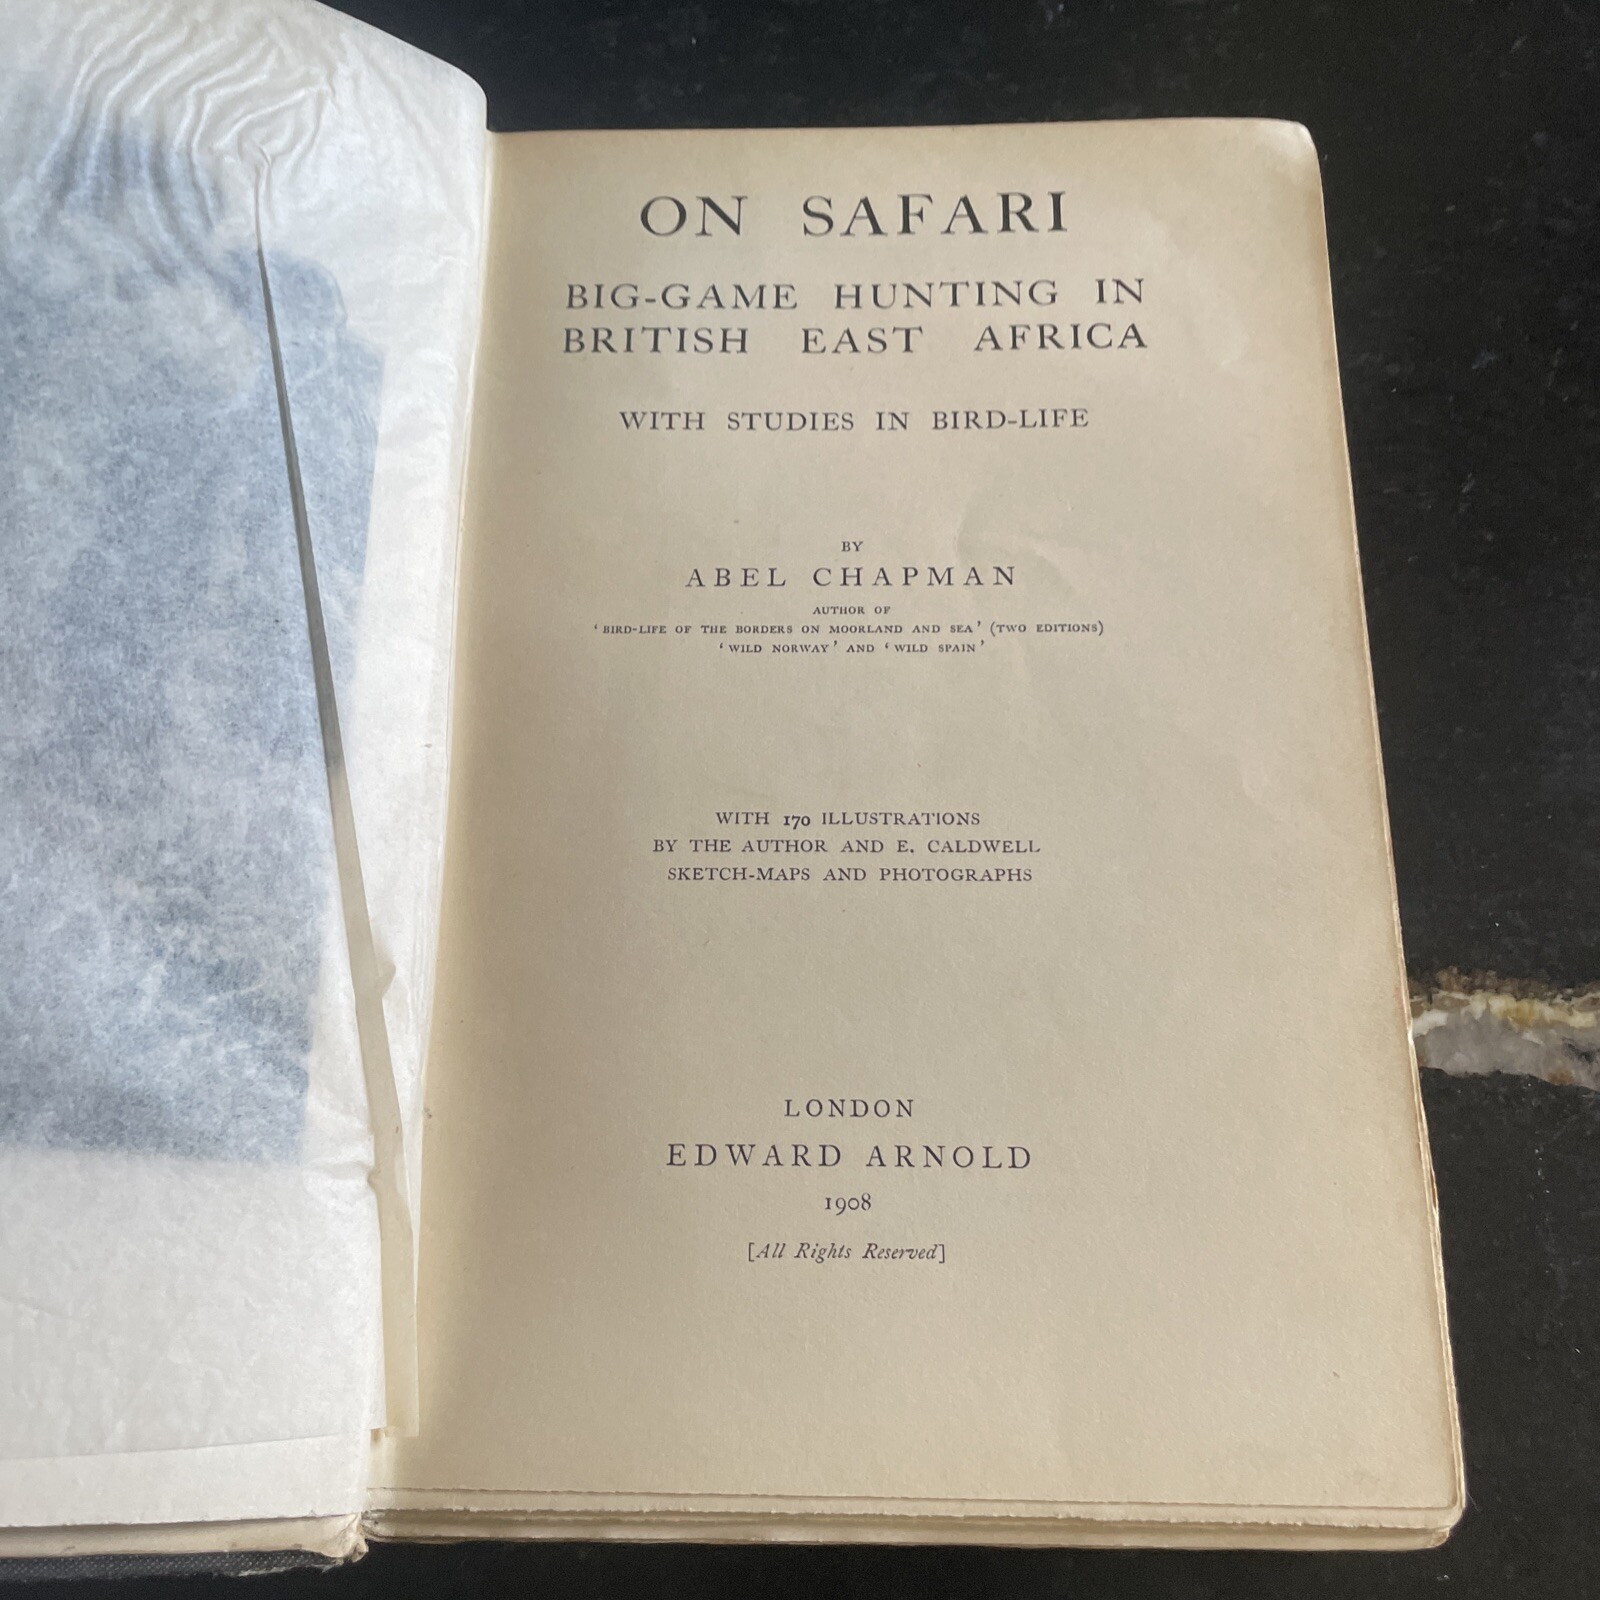 ON SAFARI
BIG-GAME HUNTING IN
BRITISH EAST AFRICA
WITH STUDIES IN BIRD-LIFE
BY
ABEL CHAPMAN
AUTHOR OF
'BIRD-LIFE OF THE BORDERS ON MOORLAND AND SEA' (TWO EDITIONS)
'WILD NORWAY' AND 'WILD SPAIN'
WITH 170 ILLUSTRATIONS
BY THE AUTHOR AND E. CALDWELL
SKETCH-MAPS AND PHOTOGRAPHS
LONDON
EDWARD ARNOLD
1908
[All Rights Reserved]